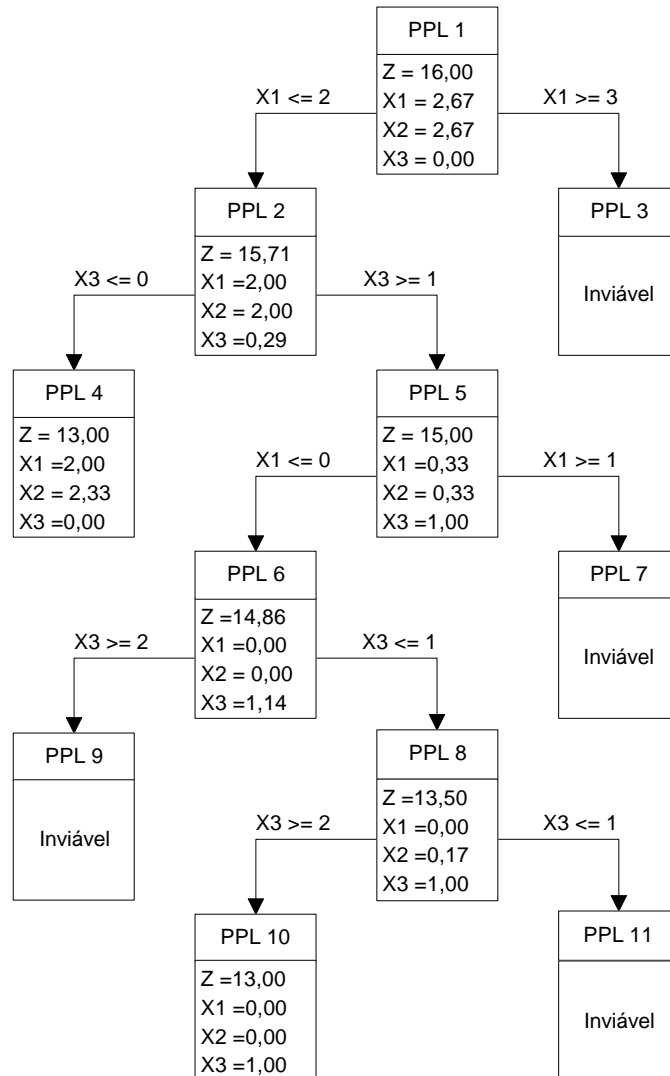 PPL 1
Z = 16,00
X1 = 2,67
X2 = 2,67
X3 = 0,00
X1 <= 2
X1 >= 3
PPL 2
Z = 15,71
X1 =2,00
X2 = 2,00
X3 =0,29
PPL 3
Inviável
X3 <= 0
X3 >= 1
PPL 4
Z = 13,00
X1 =2,00
X2 = 2,33
X3 =0,00
PPL 5
Z = 15,00
X1 =0,33
X2 = 0,33
X3 =1,00
X1 <= 0
X1 >= 1
PPL 6
Z =14,86
X1 =0,00
X2 = 0,00
X3 =1,14
PPL 7
Inviável
X3 >= 2
X3 <= 1
PPL 9
Inviável
PPL 8
Z =13,50
X1 =0,00
X2 =0,17
X3 =1,00
X3 >= 2
X3 <= 1
PPL 10
Z =13,00
X1 =0,00
X2 =0,00
X3 =1,00
PPL 11
Inviável